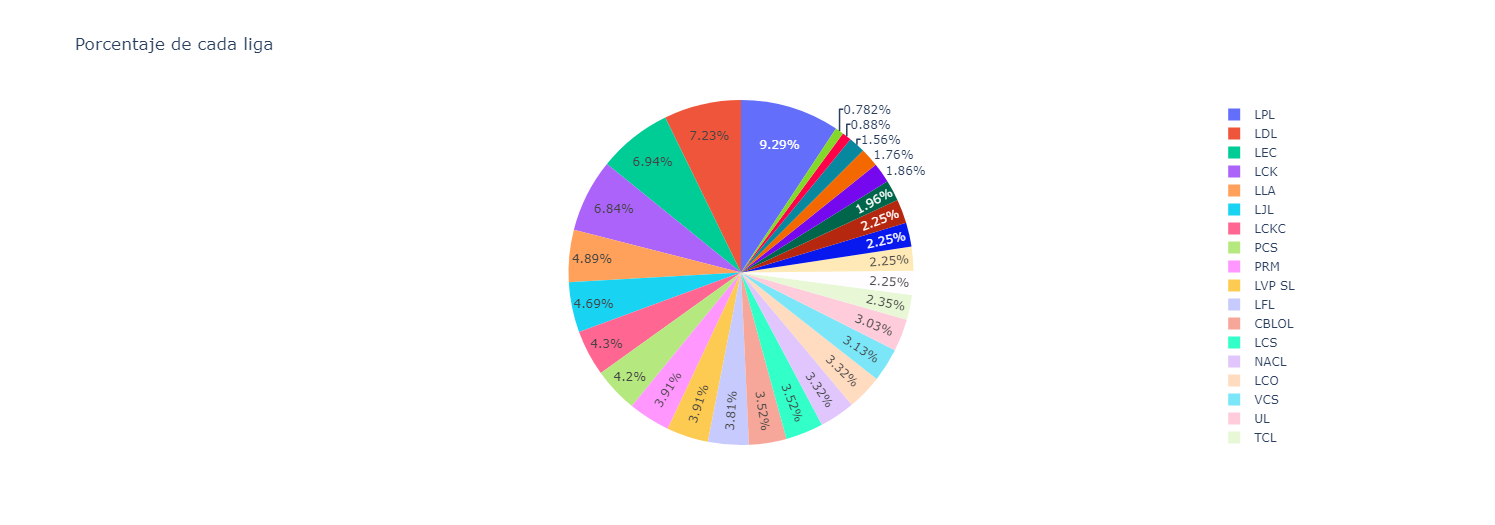 Porcentaje de cada liga
9.29%
0.782%
0.88%
1.56%
1.76%
1.86%
1.96%
2.25%
2.25%
2.25%
2.25%
2.35%
3.03%
3.13%
3.32%
3.32%
3.52%
3.52%
3.81%
3.91%
3.91%
4.2%
4.3%
4.69%
4.89%
6.84%
6.94%
7.23%
LPL
LDL
LEC
LCK
LLA
LJL
LCKC
PCS
PRM
LVP SL
LFL
CBLOL
LCS
NACL
LCO
VCS
UL
TCL